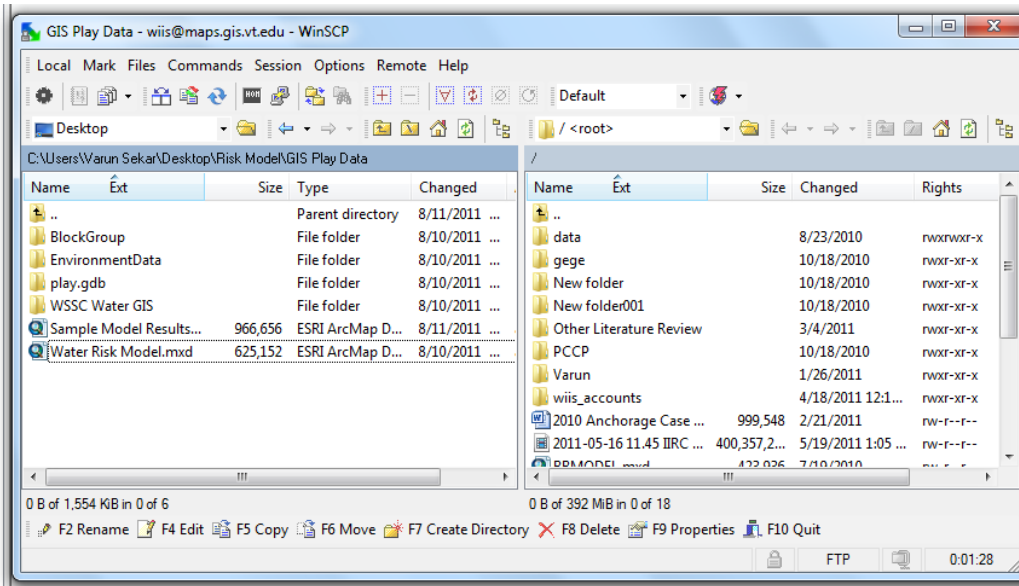 GIS Play Data - wiis@maps.gis.vt.edu - WinSCP
Local Mark Files Commands Session Options Remote Help
Default
Desktop
/ <root>
C:\Users\Varun Sekar\Desktop\Risk Model\GIS Play Data
/
Name Ext Size Type Changed
.. Parent directory 8/11/2011 ...
BlockGroup File folder 8/10/2011 ...
EnvironmentData File folder 8/10/2011 ...
play.gdb File folder 8/10/2011 ...
WSSC Water GIS File folder 8/10/2011 ...
Sample Model Results... 966,656 ESRI ArcMap D... 8/11/2011 ...
Water Risk Model.mxd 625,152 ESRI ArcMap D... 8/10/2011 ...
0 B of 1,554 KiB in 0 of 6
Name Ext Size Changed Rights
..
data 8/23/2010 rwxrwxr-x
gege 10/18/2010 rwxr-xr-x
New folder 10/18/2010 rwxr-xr-x
New folder001 10/18/2010 rwxr-xr-x
Other Literature Review 3/4/2011 rwxr-xr-x
PCCP 10/18/2010 rwxr-xr-x
Varun 1/26/2011 rwxr-xr-x
wiis_accounts 4/18/2011 12:1... rwxr-xr-x
2010 Anchorage Case ... 999,548 2/21/2011 rw-r--r--
2011-05-16 11.45 IIRC ... 400,357,2... 5/19/2011 1:05 ... rw-r--r--
423,936 7/19/2010
0 B of 392 MiB in 0 of 18
F2 Rename F4 Edit F5 Copy F6 Move F7 Create Directory F8 Delete F9 Properties F10 Quit
FTP 0:01:28